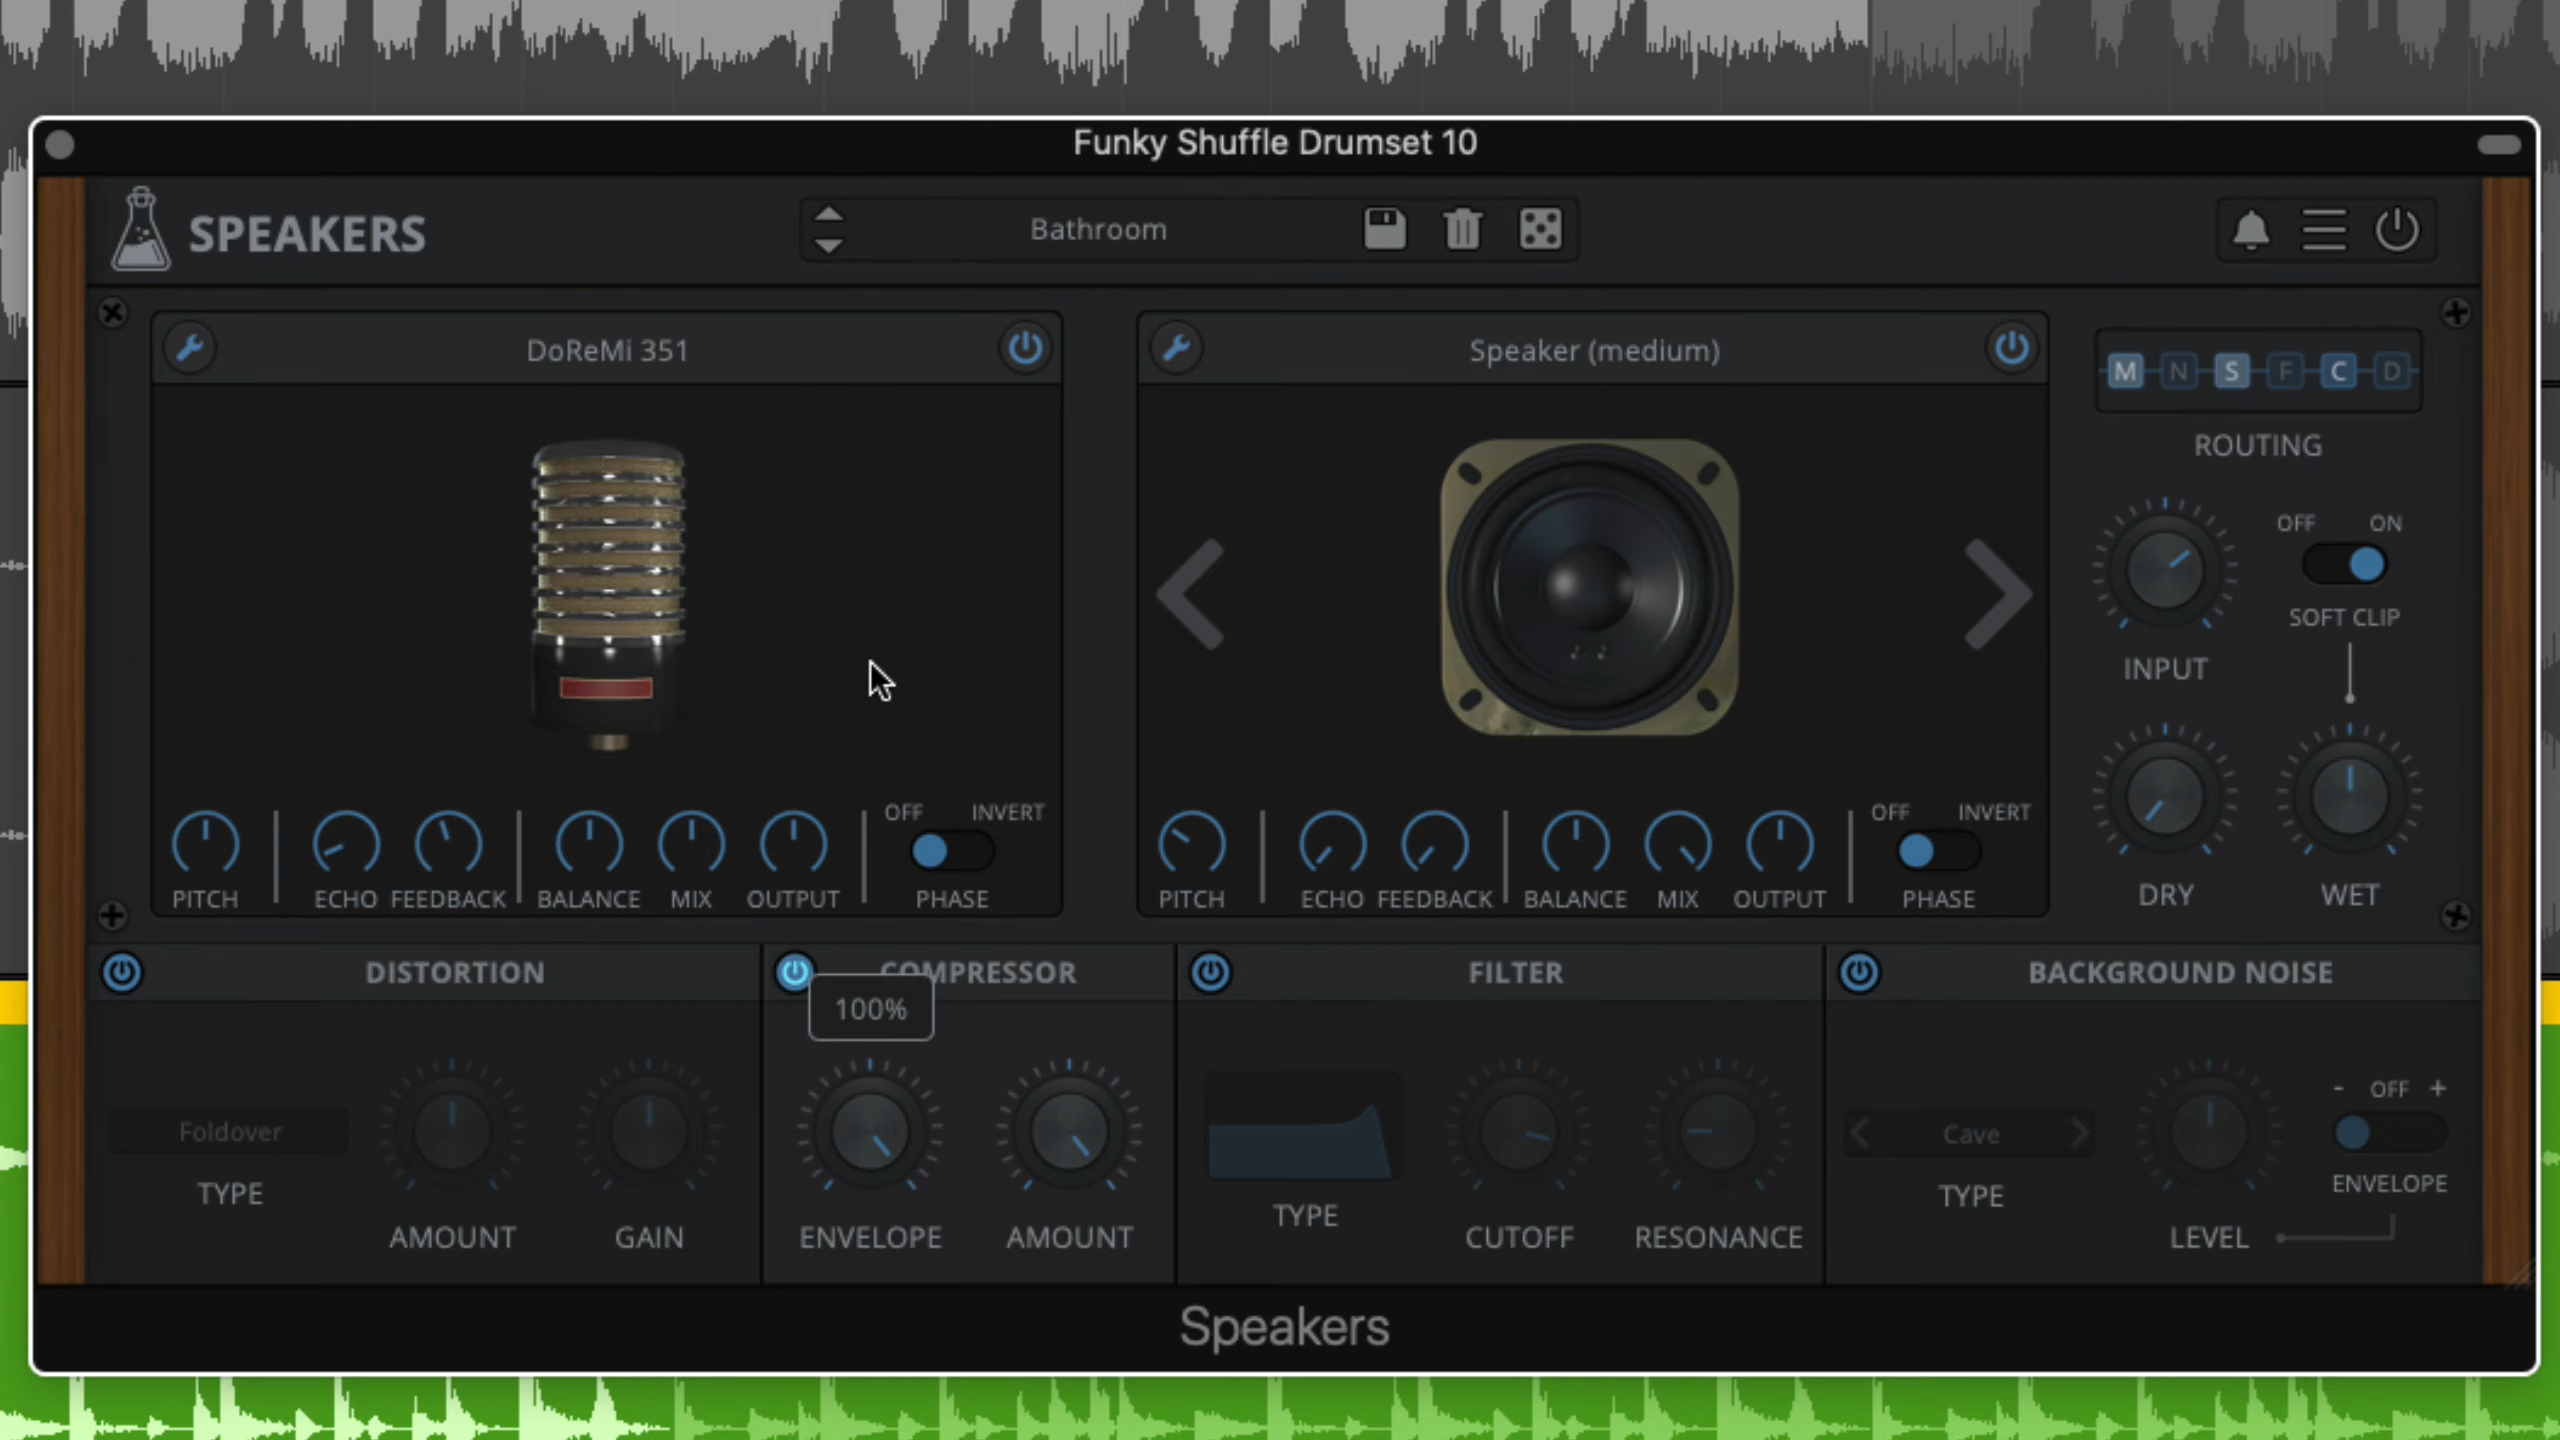 Funky Shuffle Drumset 10
SPEAKERS
Bathroom
DoReMi 351
Speaker (medium)
M N S F C D
ROUTING
OFF ON
SOFT CLIP
INPUT
OFF INVERT
PITCH ECHO FEEDBACK BALANCE MIX OUTPUT PHASE
OFF INVERT
PITCH ECHO FEEDBACK BALANCE MIX OUTPUT PHASE
DRY WET
DISTORTION
COMPRESSOR
FILTER
BACKGROUND NOISE
100%
Foldover
TYPE
AMOUNT
GAIN
ENVELOPE
AMOUNT
TYPE
CUTOFF
RESONANCE
Cave
TYPE
LEVEL
- OFF +
ENVELOPE
Speakers